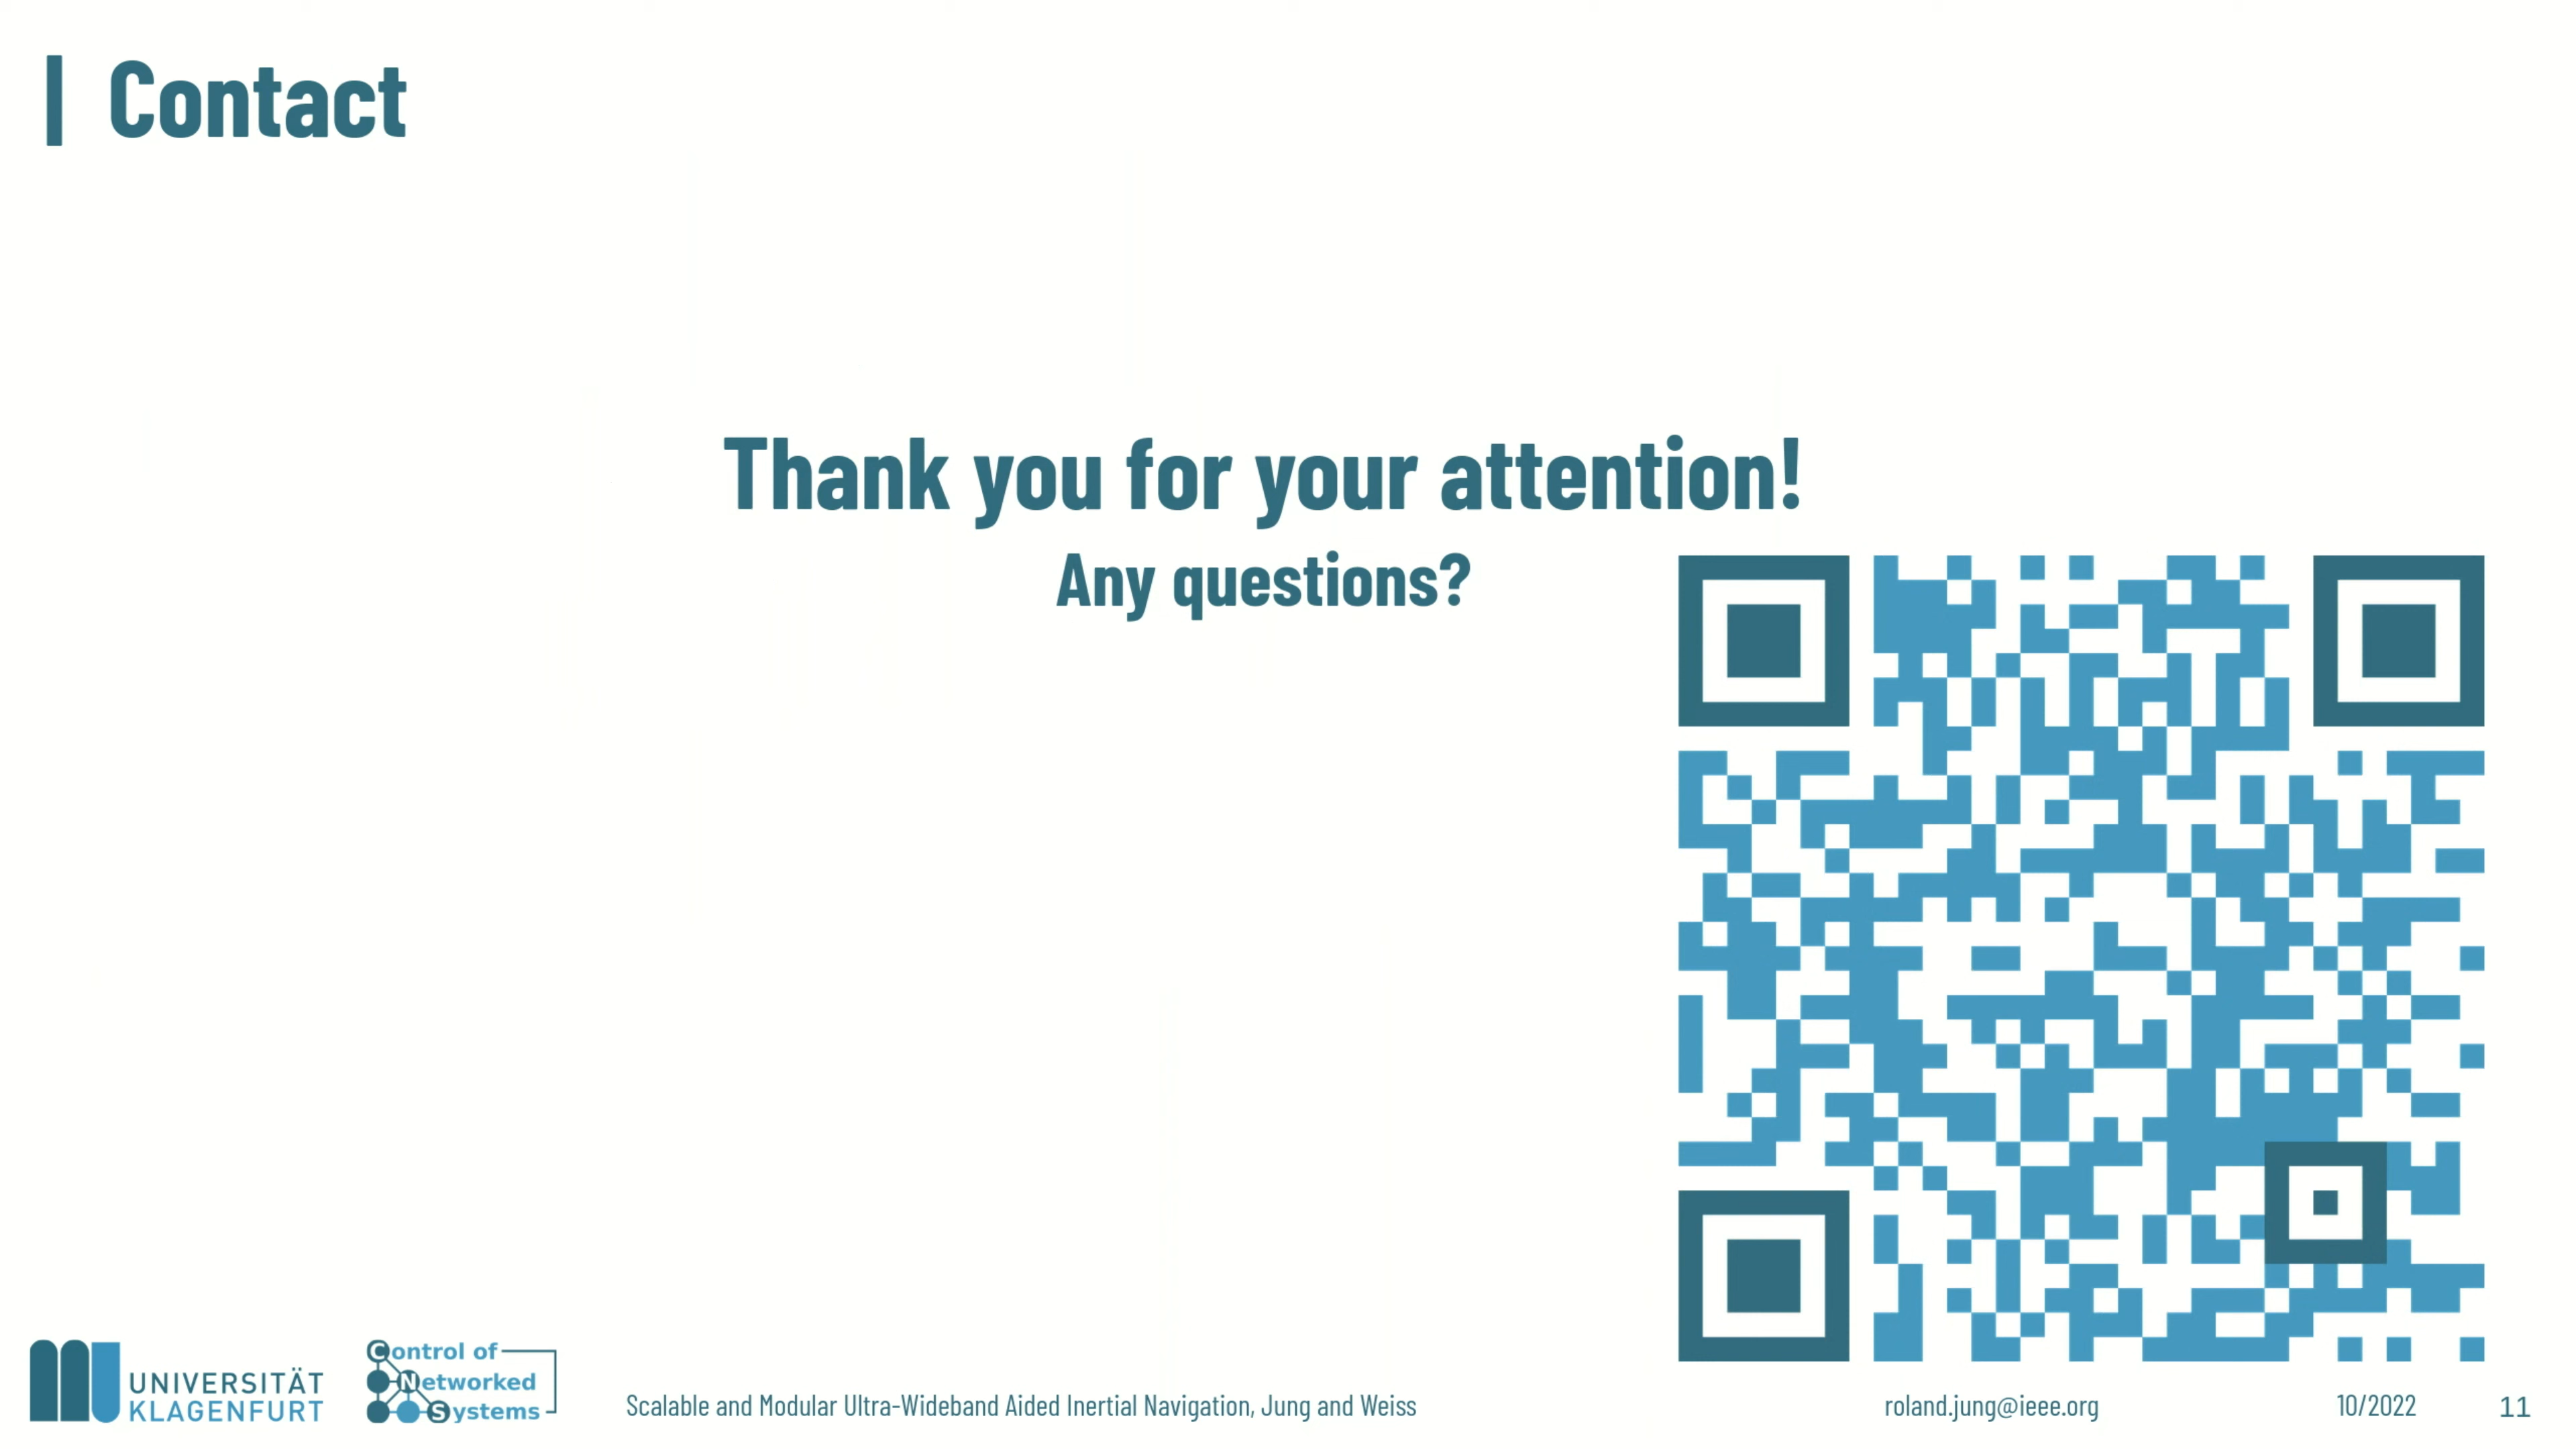 Contact
Thank you for your attention!
Any questions?
UNIVERSITÄT
KLAGENFURT
Control of
Networked
Systems
Scalable and Modular Ultra-Wideband Aided Inertial Navigation, Jung and Weiss
roland.jung@ieee.org
10/2022
11